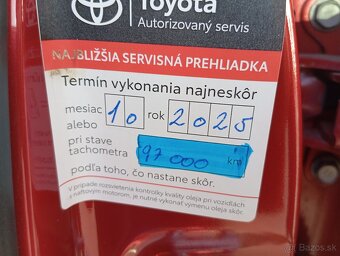 Toyota
Autorizovaný servis
NAJBLIŽŠIA SERVISNÁ PREHLIADKA
Termín vykonania najneskôr
mesiac 10 rok 2025
alebo
pri stave
tachometra 97 000 km
podľa toho, čo nastane skôr.
V prípade rozsvietenia kontrolky kvality oleja pri vozidlách
s naftovým motorom, je nutné vykonať výmenu oleja skôr.
© Bazoš.sk